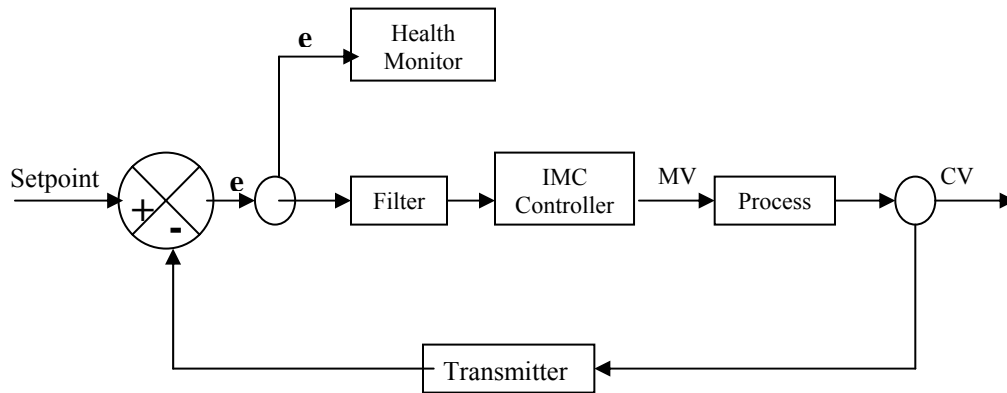 e
Health
Monitor
Setpoint
+
-
e
Filter
IMC
Controller
MV
Process
CV
Transmitter